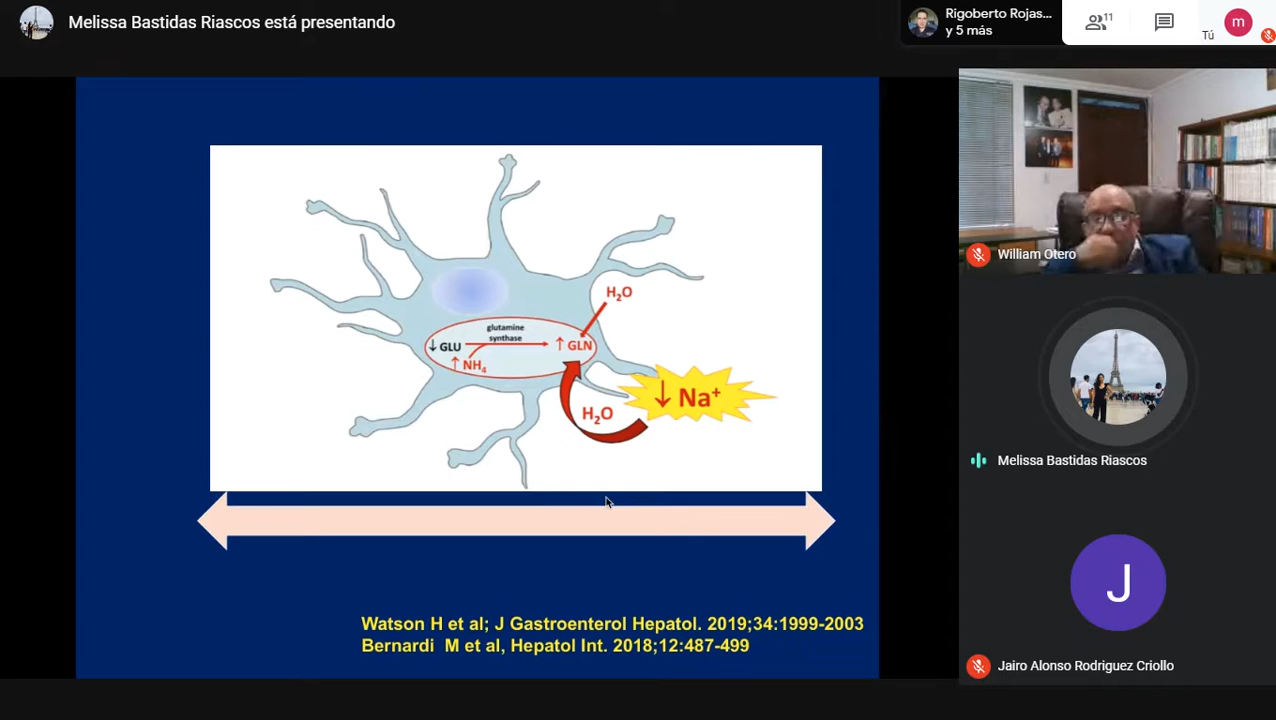 Melissa Bastidas Riascos está presentando
Rigoberto Rojas...
y 5 más
11
Tú
m
H₂O
glutamine
synthase
↓ GLU
↑ GLN
↑ NH₄
↓ Na⁺
H₂O
Watson H et al; J Gastroenterol Hepatol. 2019;34:1999-2003
Bernardi M et al, Hepatol Int. 2018;12:487-499
William Otero
Melissa Bastidas Riascos
J
Jairo Alonso Rodriguez Criollo